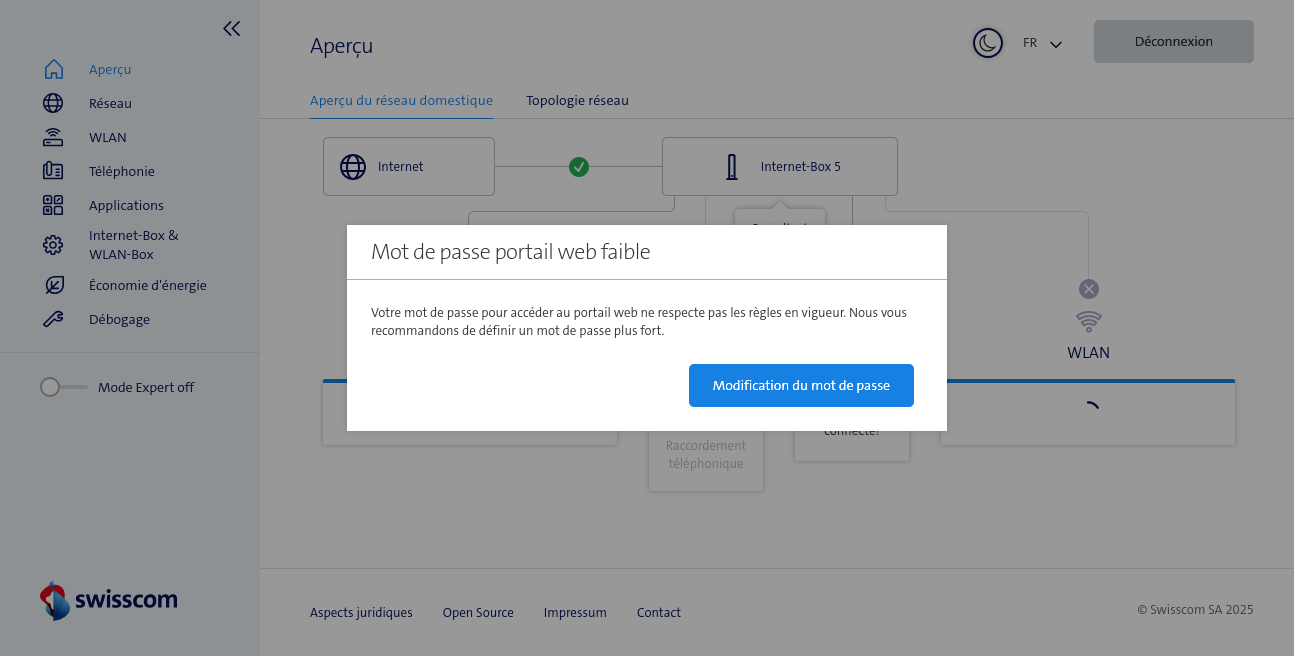 Aperçu
FR
Déconnexion
Aperçu
Réseau
WLAN
Téléphonie
Applications
Internet-Box &
WLAN-Box
Économie d'énergie
Débogage
Mode Expert off
Aperçu du réseau domestique
Topologie réseau
Internet
Internet-Box 5
Mot de passe portail web faible
Votre mot de passe pour accéder au portail web ne respecte pas les règles en vigueur. Nous vous
recommandons de définir un mot de passe plus fort.
Modification du mot de passe
WLAN
Raccordement
téléphonique
swisscom
Aspects juridiques
Open Source
Impressum
Contact
© Swisscom SA 2025